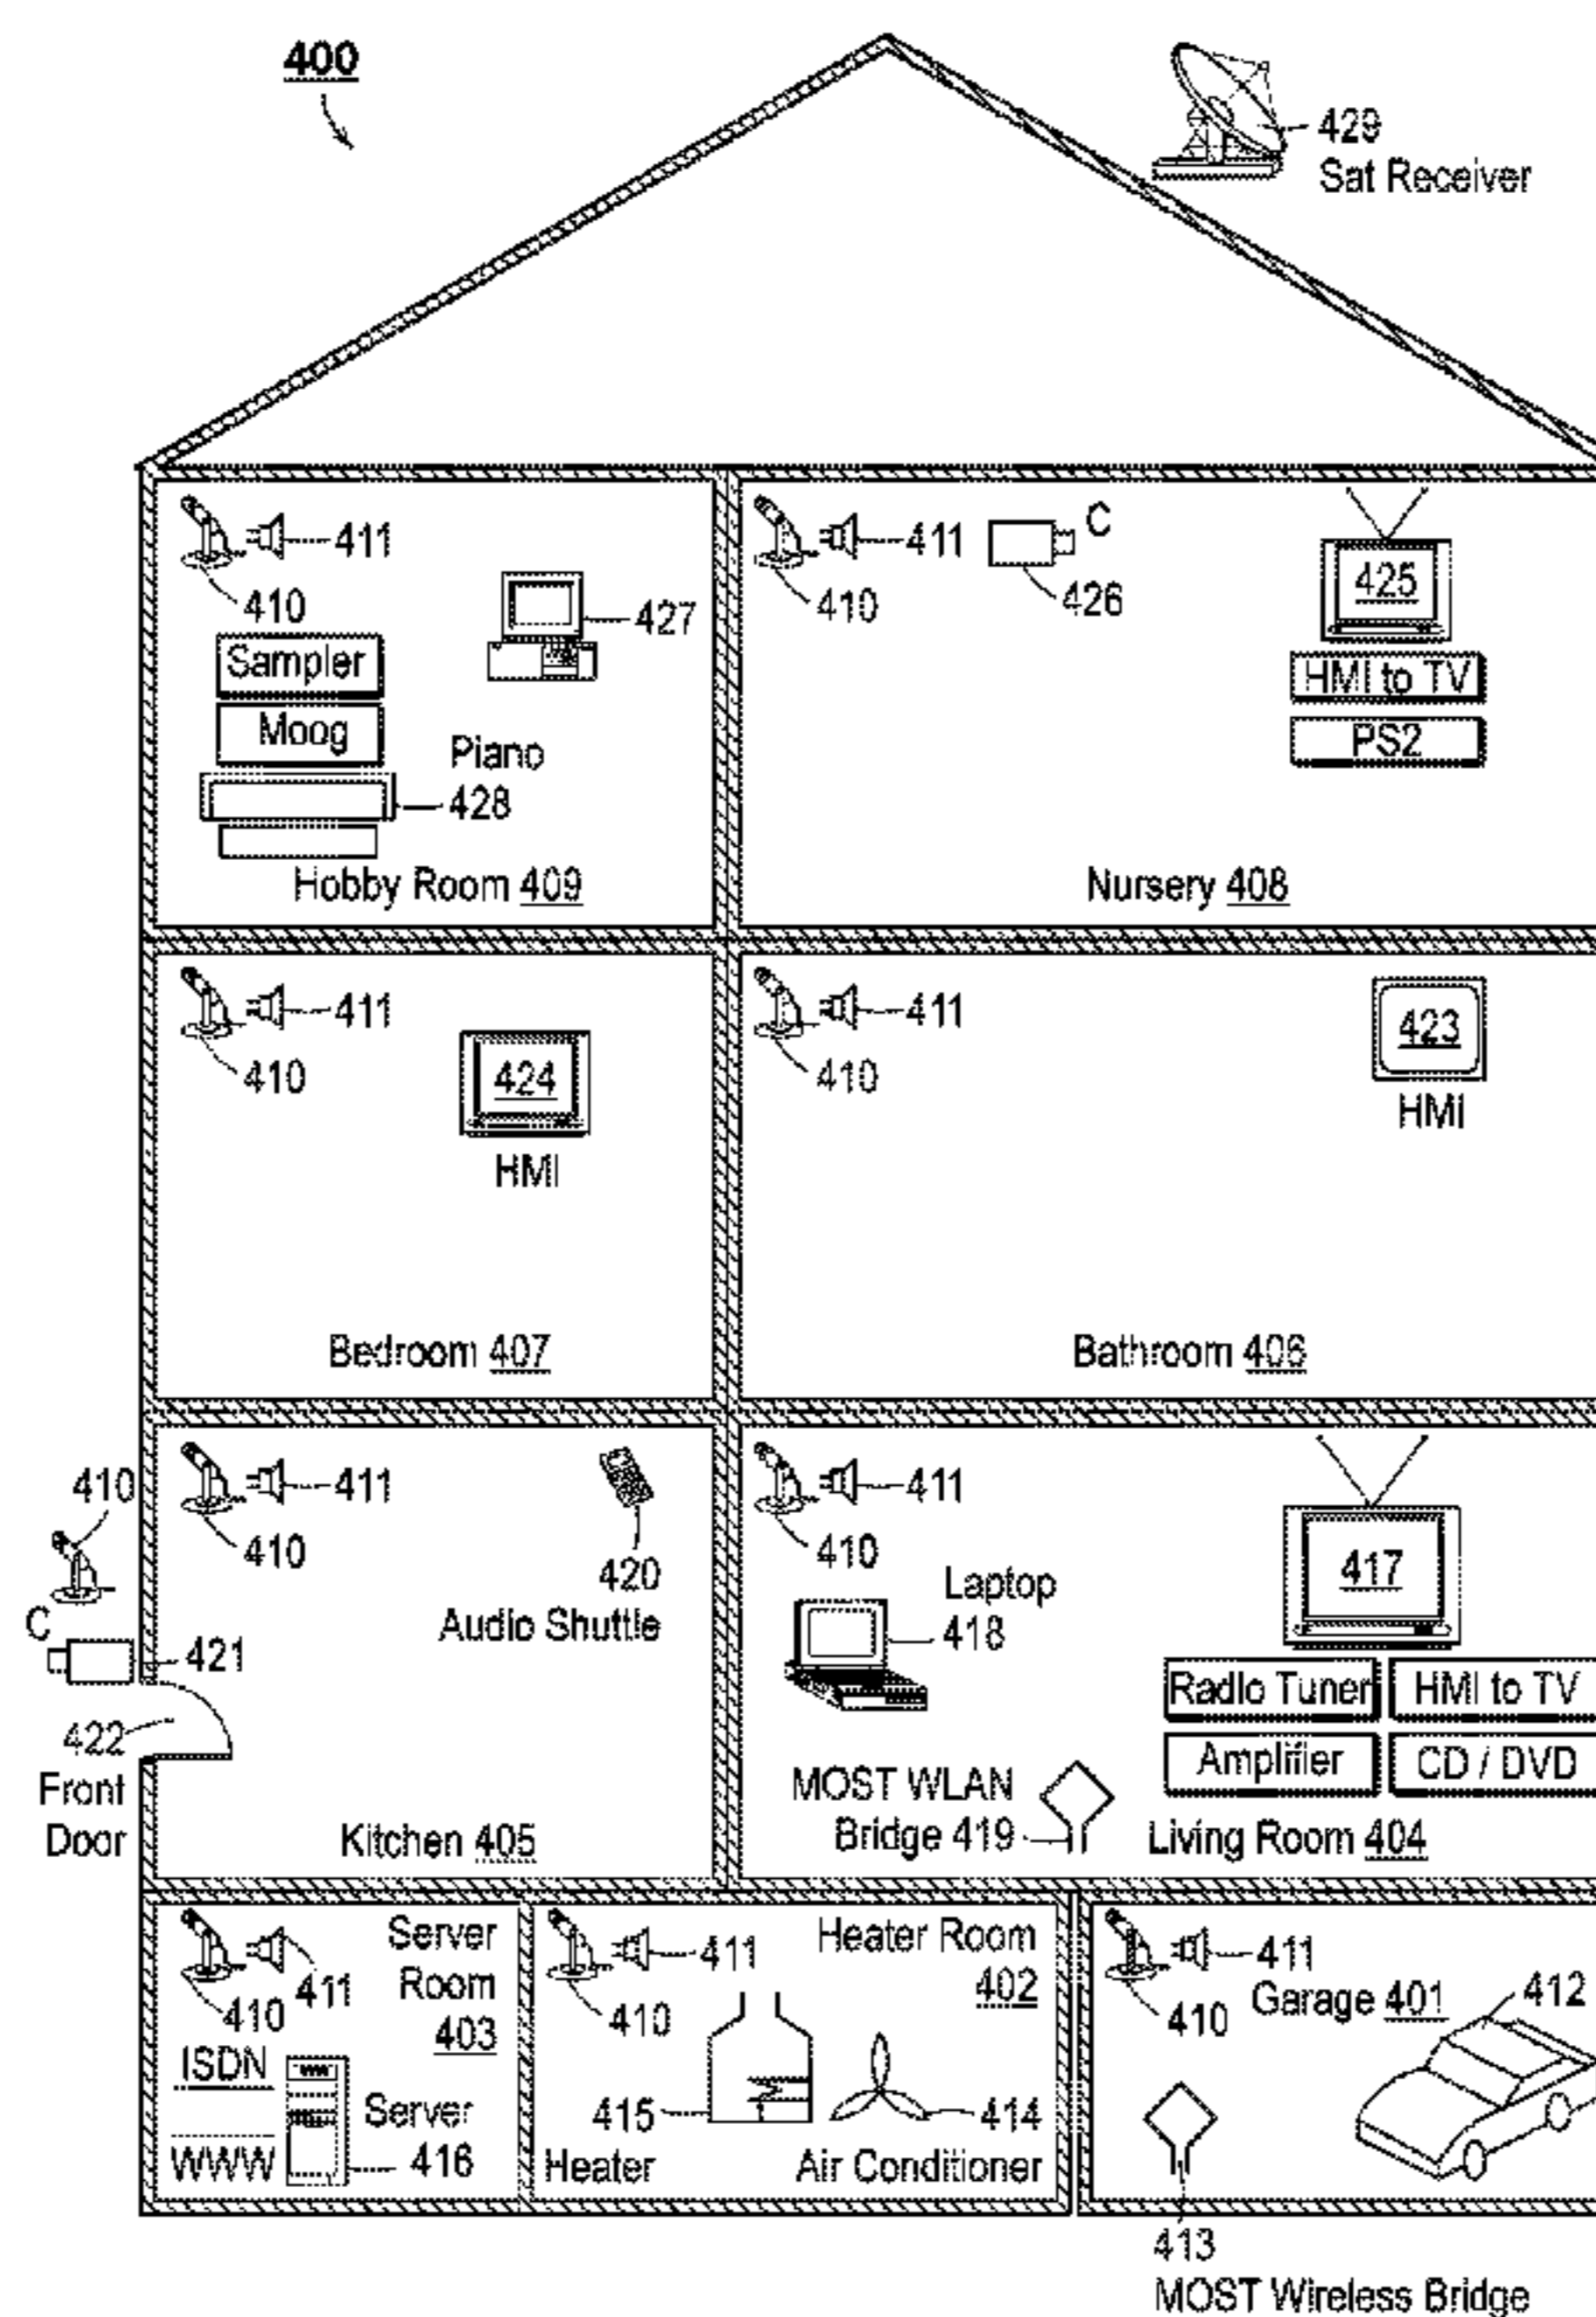 400
429
Sat Receiver
411
410
427
Sampler
Moog
Piano
428
Hobby Room 409
411
410
C
426
425
HMI to TV
PS2
Nursery 408
411
410
424
HMI
Bedroom 407
411
410
423
HMI
Bathroom 406
410
C
421
422
Front
Door
411
410
420
Audio Shuttle
Kitchen 405
411
410
Laptop
418
417
Radio Tuner
HMI to TV
Amplifier
CD / DVD
MOST WLAN
Bridge 419
Living Room 404
411
410
Server
Room
403
ISDN
WWW
Server
416
411
410
Heater Room
402
415
Heater
414
Air Conditioner
411
410
Garage 401
412
413
MOST Wireless Bridge